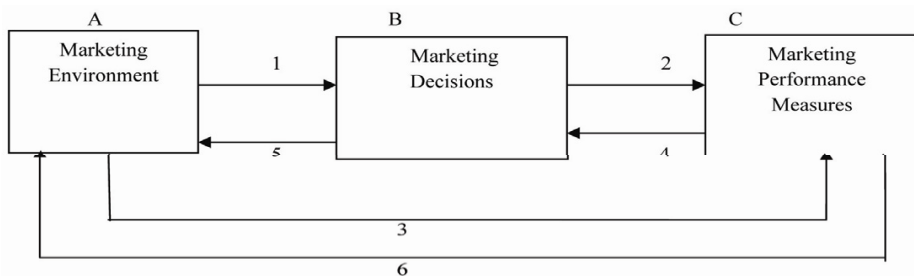 A
B
C
Marketing
Environment
1
Marketing
Decisions
2
Marketing
Performance
Measures
5
4
3
6